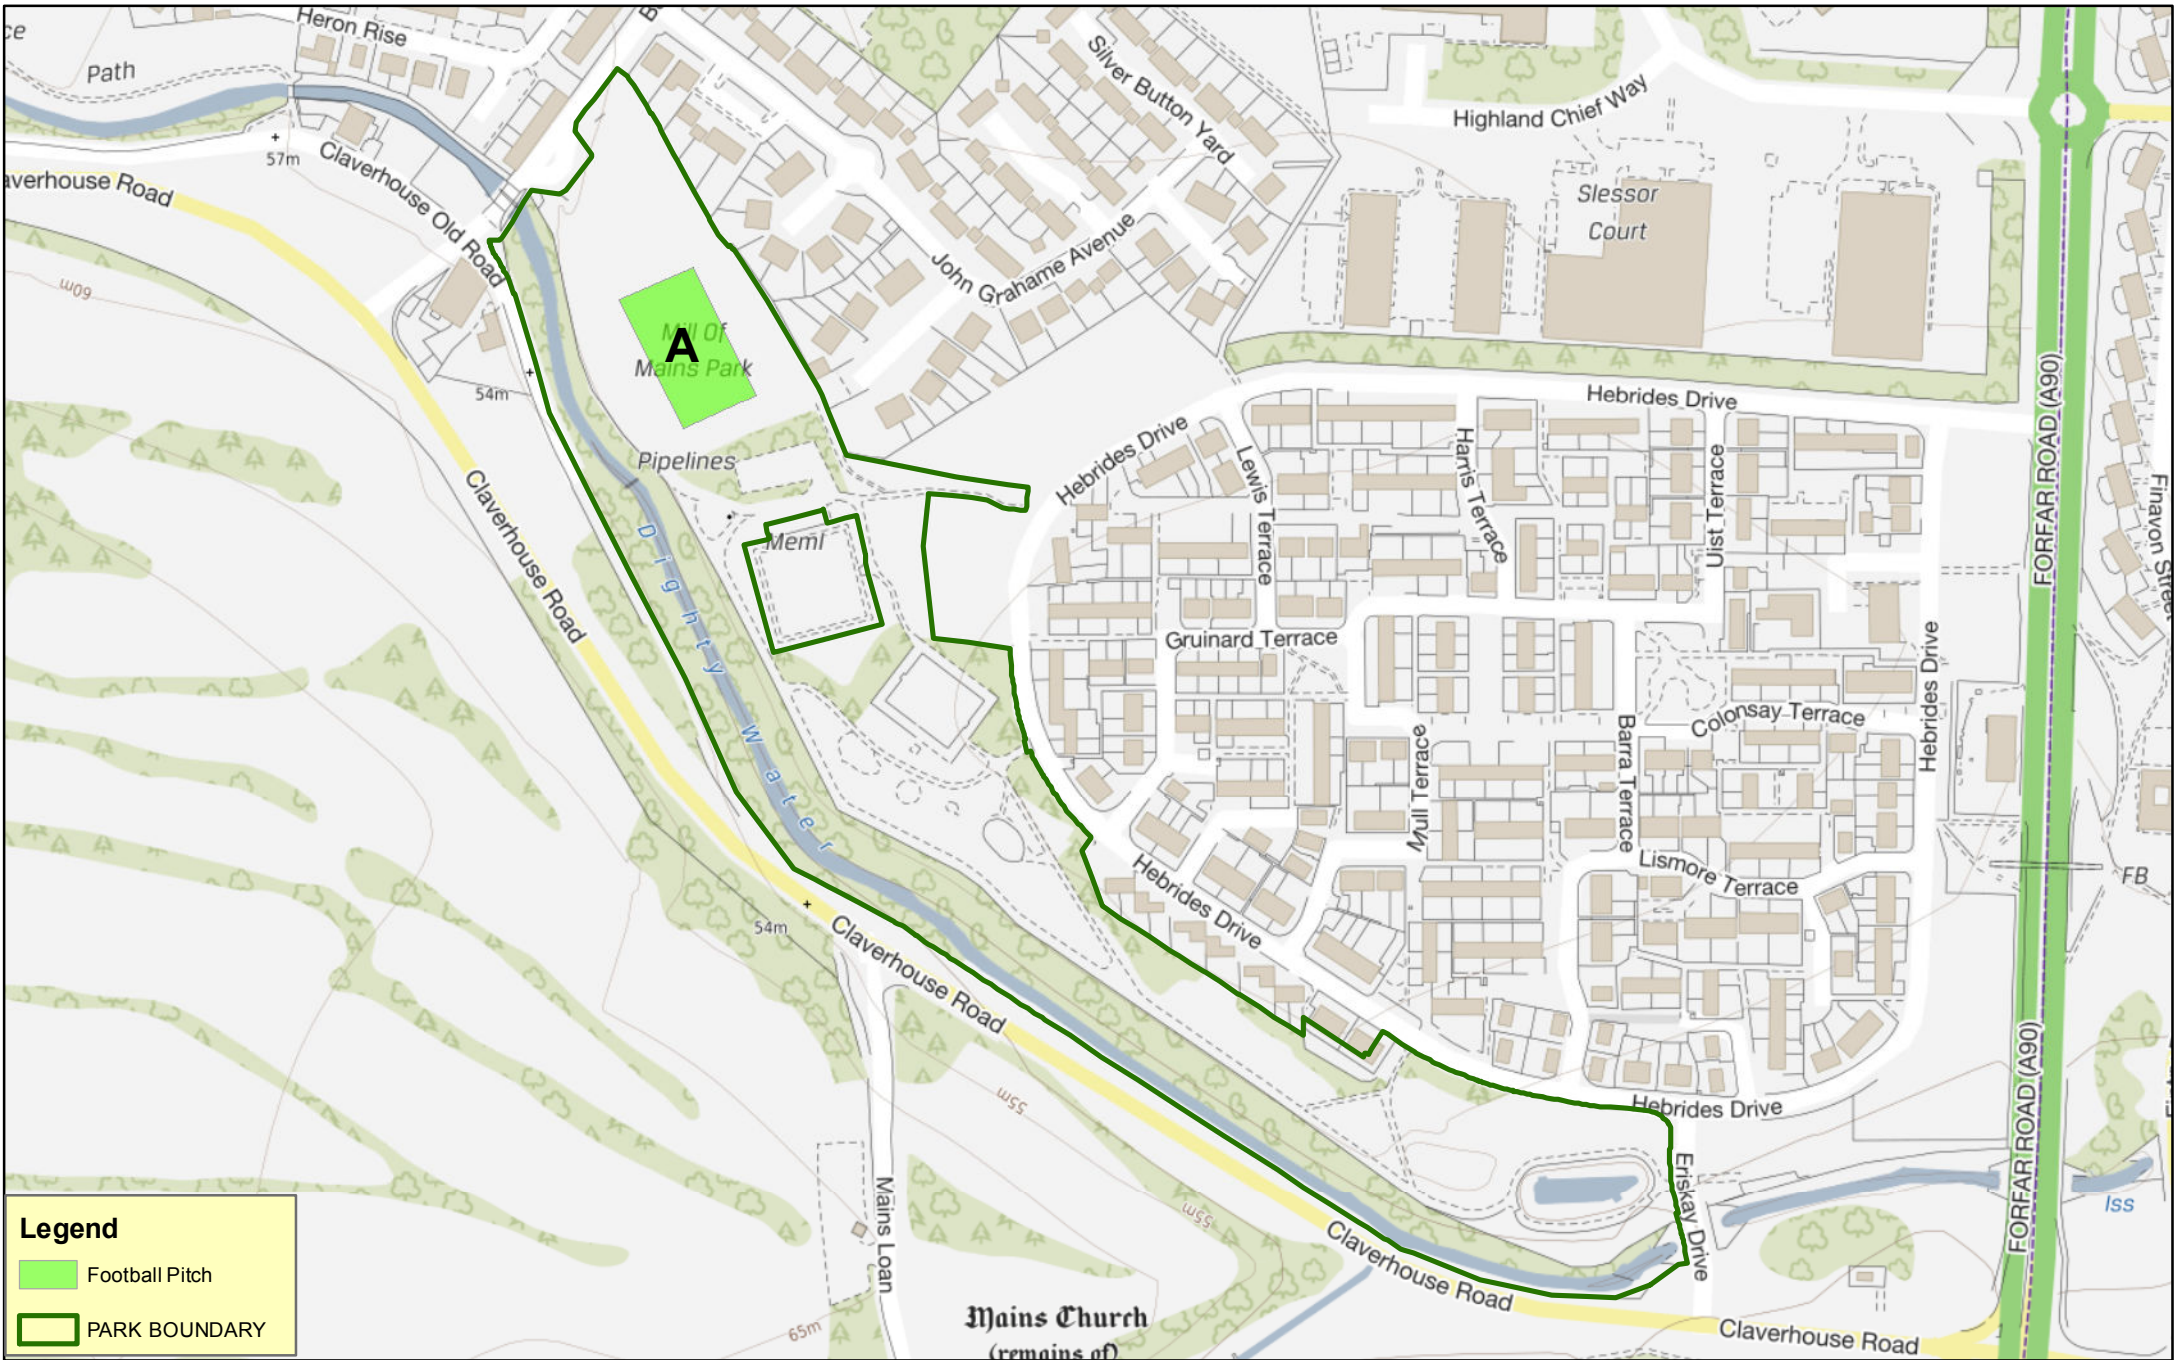 Heron Rise
Path
57m
Claverhouse Old Road
60m
54m
Silver Button Yard
Highland Chief Way
Slessor
Court
John Grahame Avenue
Mill Of
Mains Park
A
Pipelines
Meml
Dighty Water
Claverhouse Road
Hebrides Drive
Hebrides Drive
Lewis Terrace
Harris Terrace
Uist Terrace
FORFAR ROAD (A90)
Gruinard Terrace
Hebrides Drive
Colonsay Terrace
Mull Terrace
Barra Terrace
Lismore Terrace
FB
Hebrides Drive
54m
Claverhouse Road
55m
Hebrides Drive
FORFAR ROAD (A90)
Eriskay Drive
Iss
55m
Mains Loan
Claverhouse Road
Claverhouse Road
65m
Mains Church
(remains of)
Legend
Football Pitch
PARK BOUNDARY